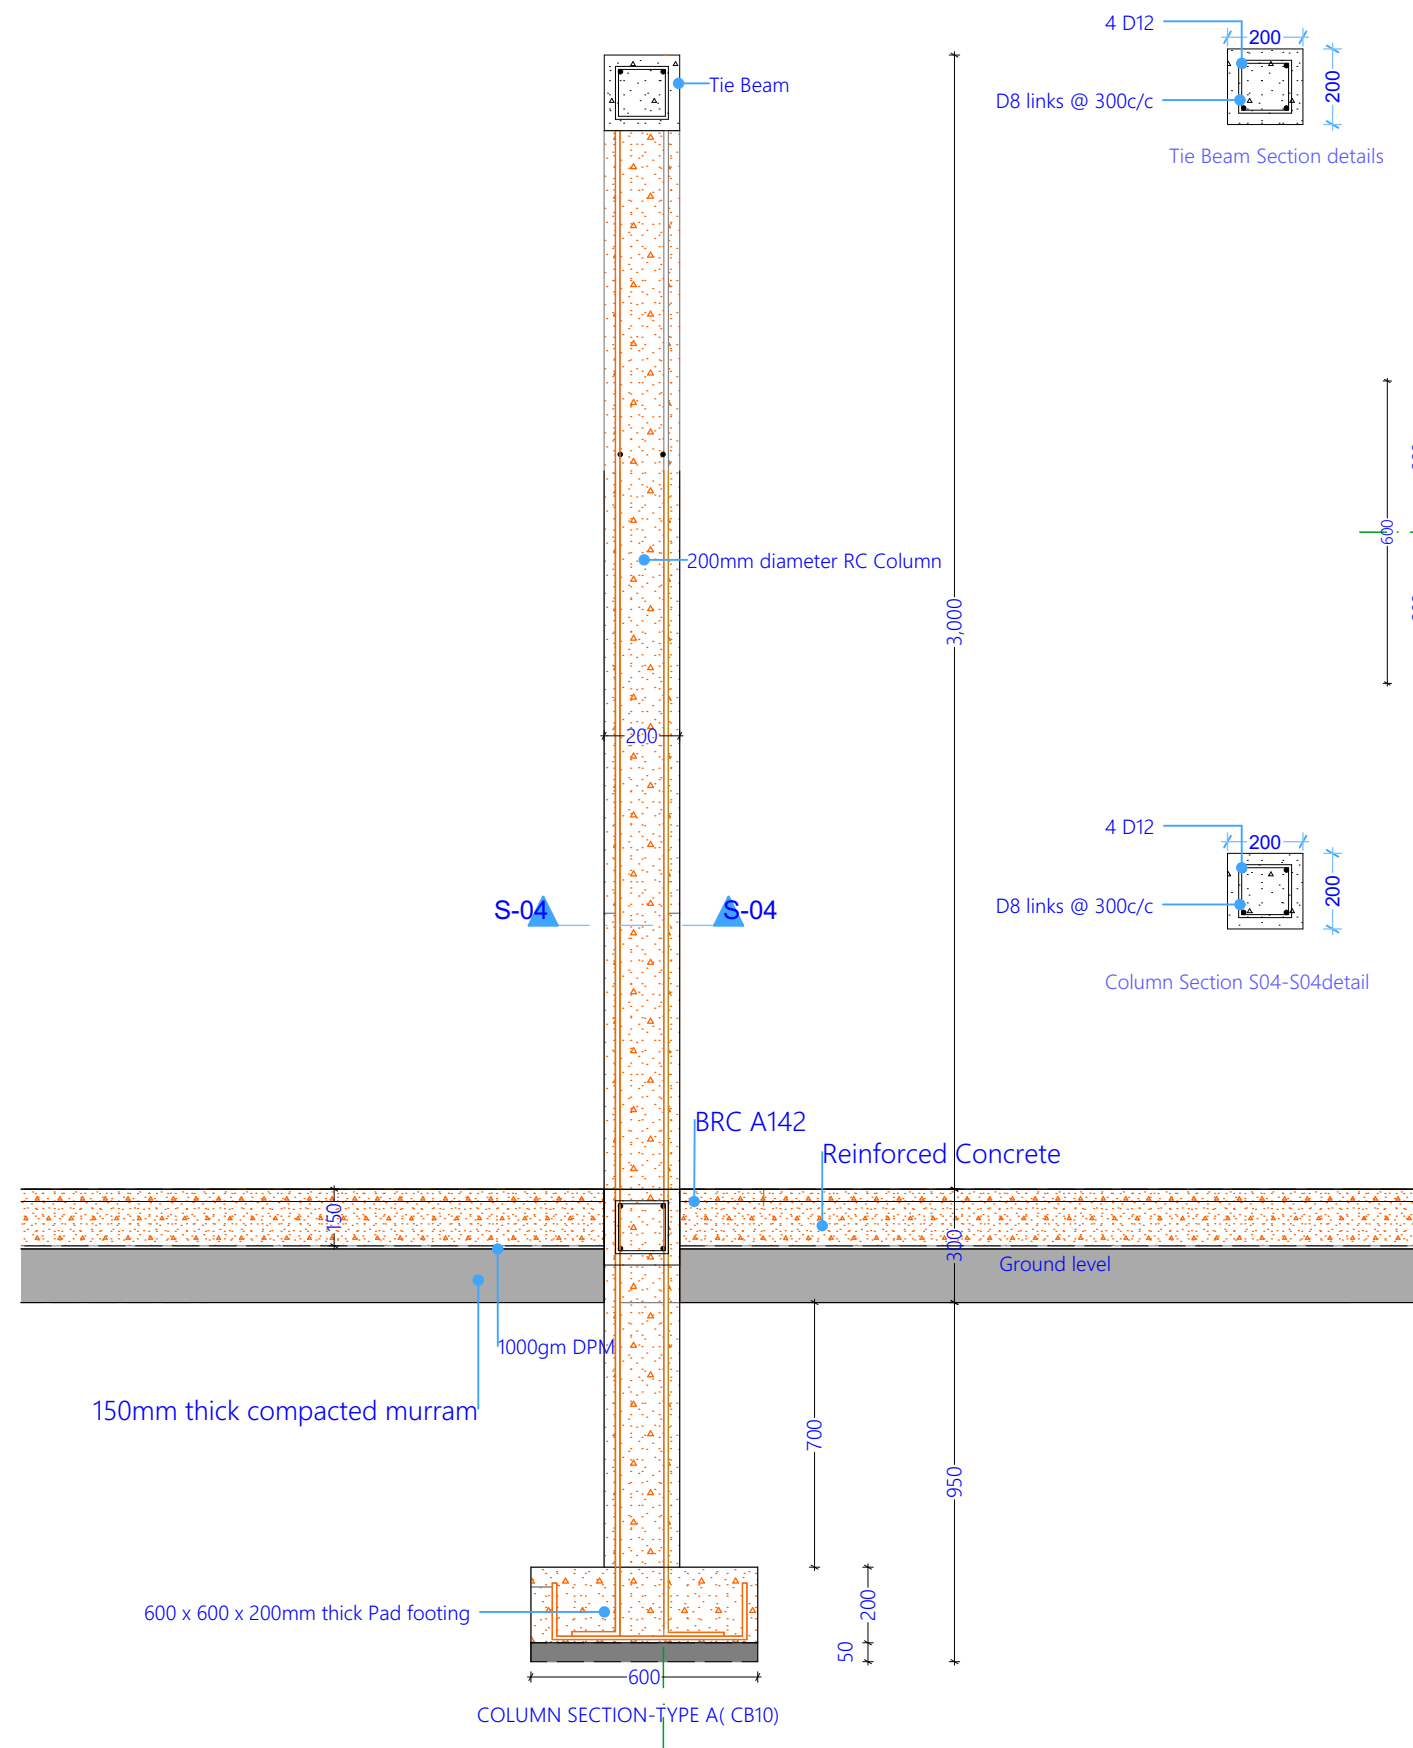 4 D12
200
Tie Beam
200
D8 links @ 300c/c
Tie Beam Section details
600
200mm diameter RC Column
3,000
200
4 D12
200
200
D8 links @ 300c/c
S-04
S-04
Column Section S04-S04detail
BRC A142
Reinforced Concrete
150
300
Ground level
1000gm DPM
150mm thick compacted murram
700
950
600 x 600 x 200mm thick Pad footing
200
50
600
COLUMN SECTION-TYPE A( CB10)